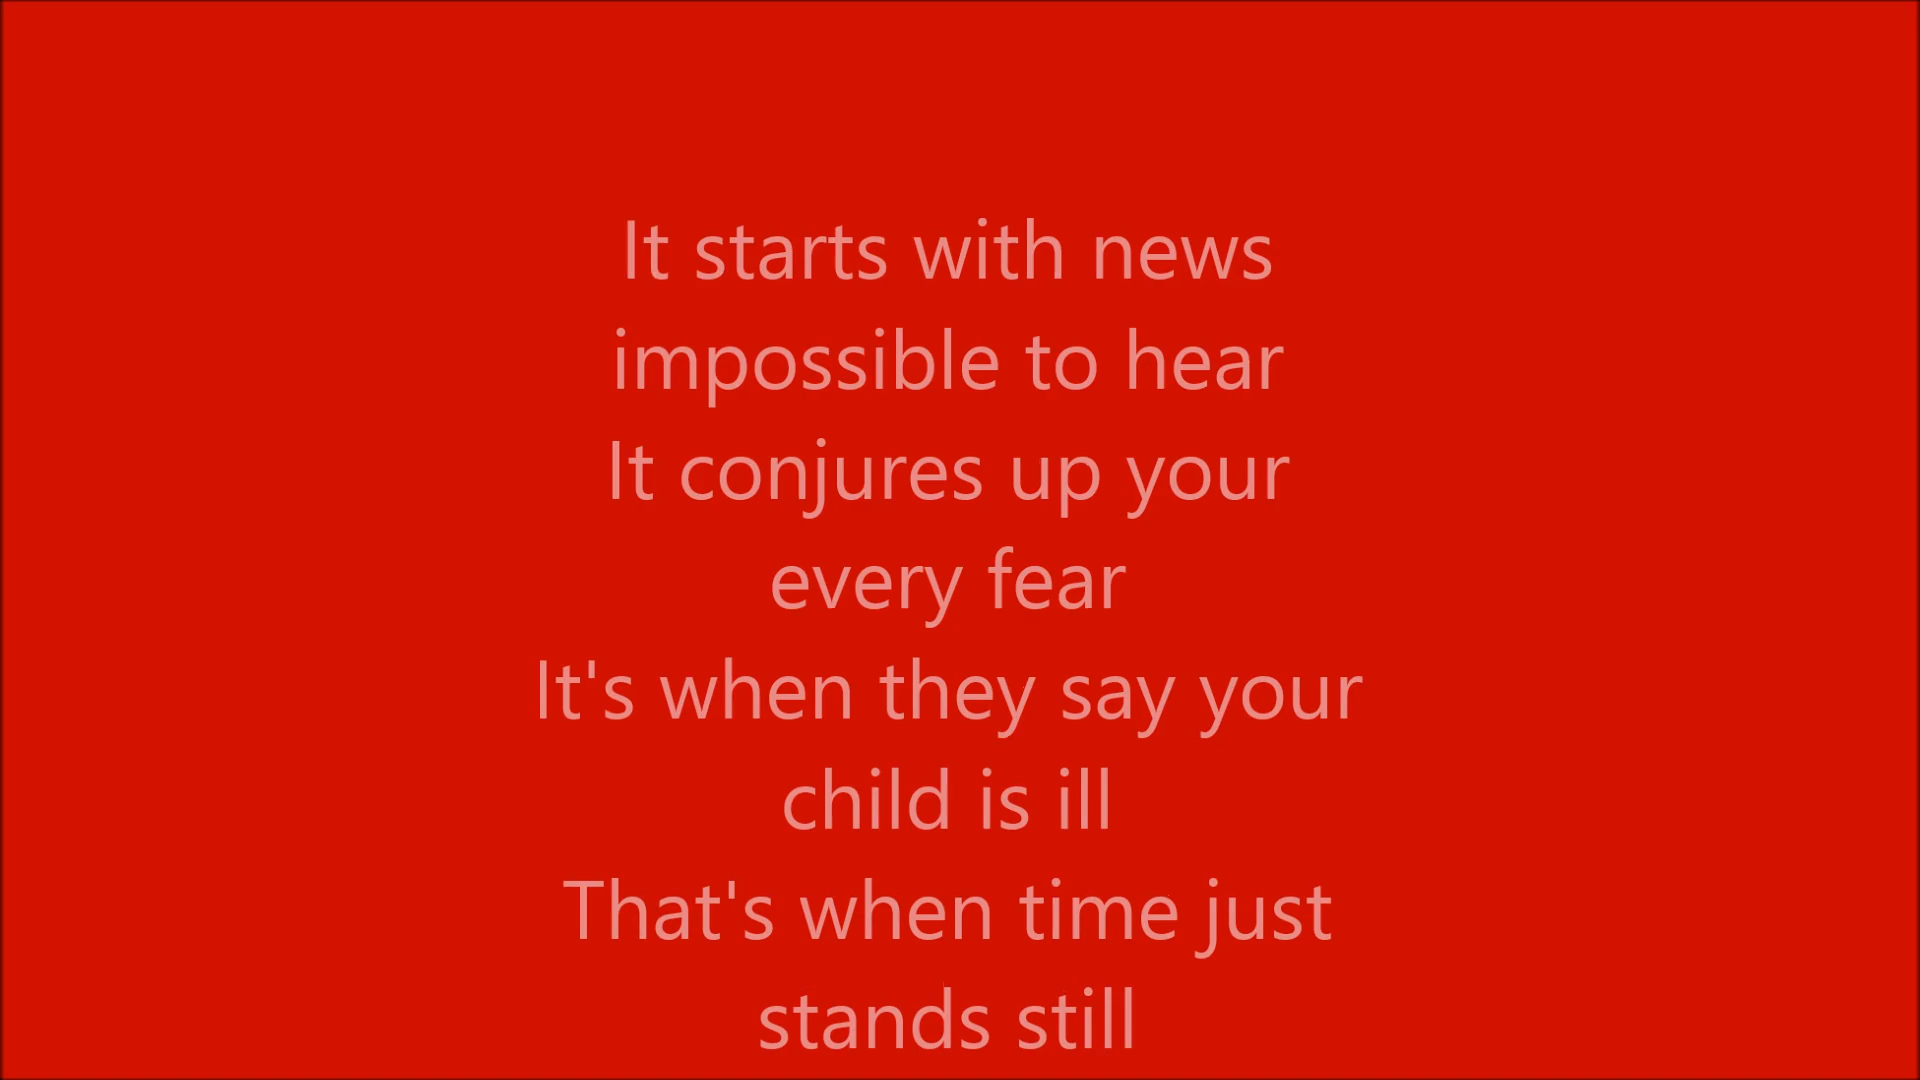 It starts with news
impossible to hear
It conjures up your
every fear
It's when they say your
child is ill
That's when time just
stands still